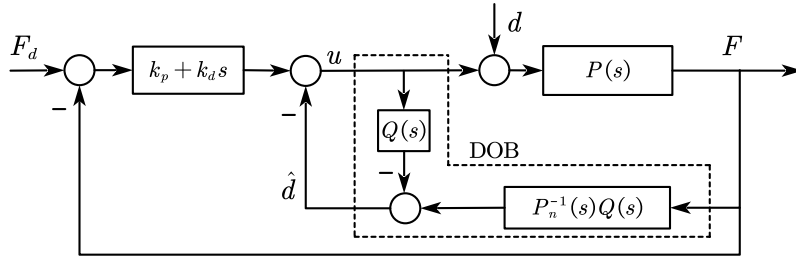 F_d
k_p + k_d s
u
d
P(s)
F
−
−
Q(s)
DOB
−
d̂
P_n^{-1}(s)Q(s)